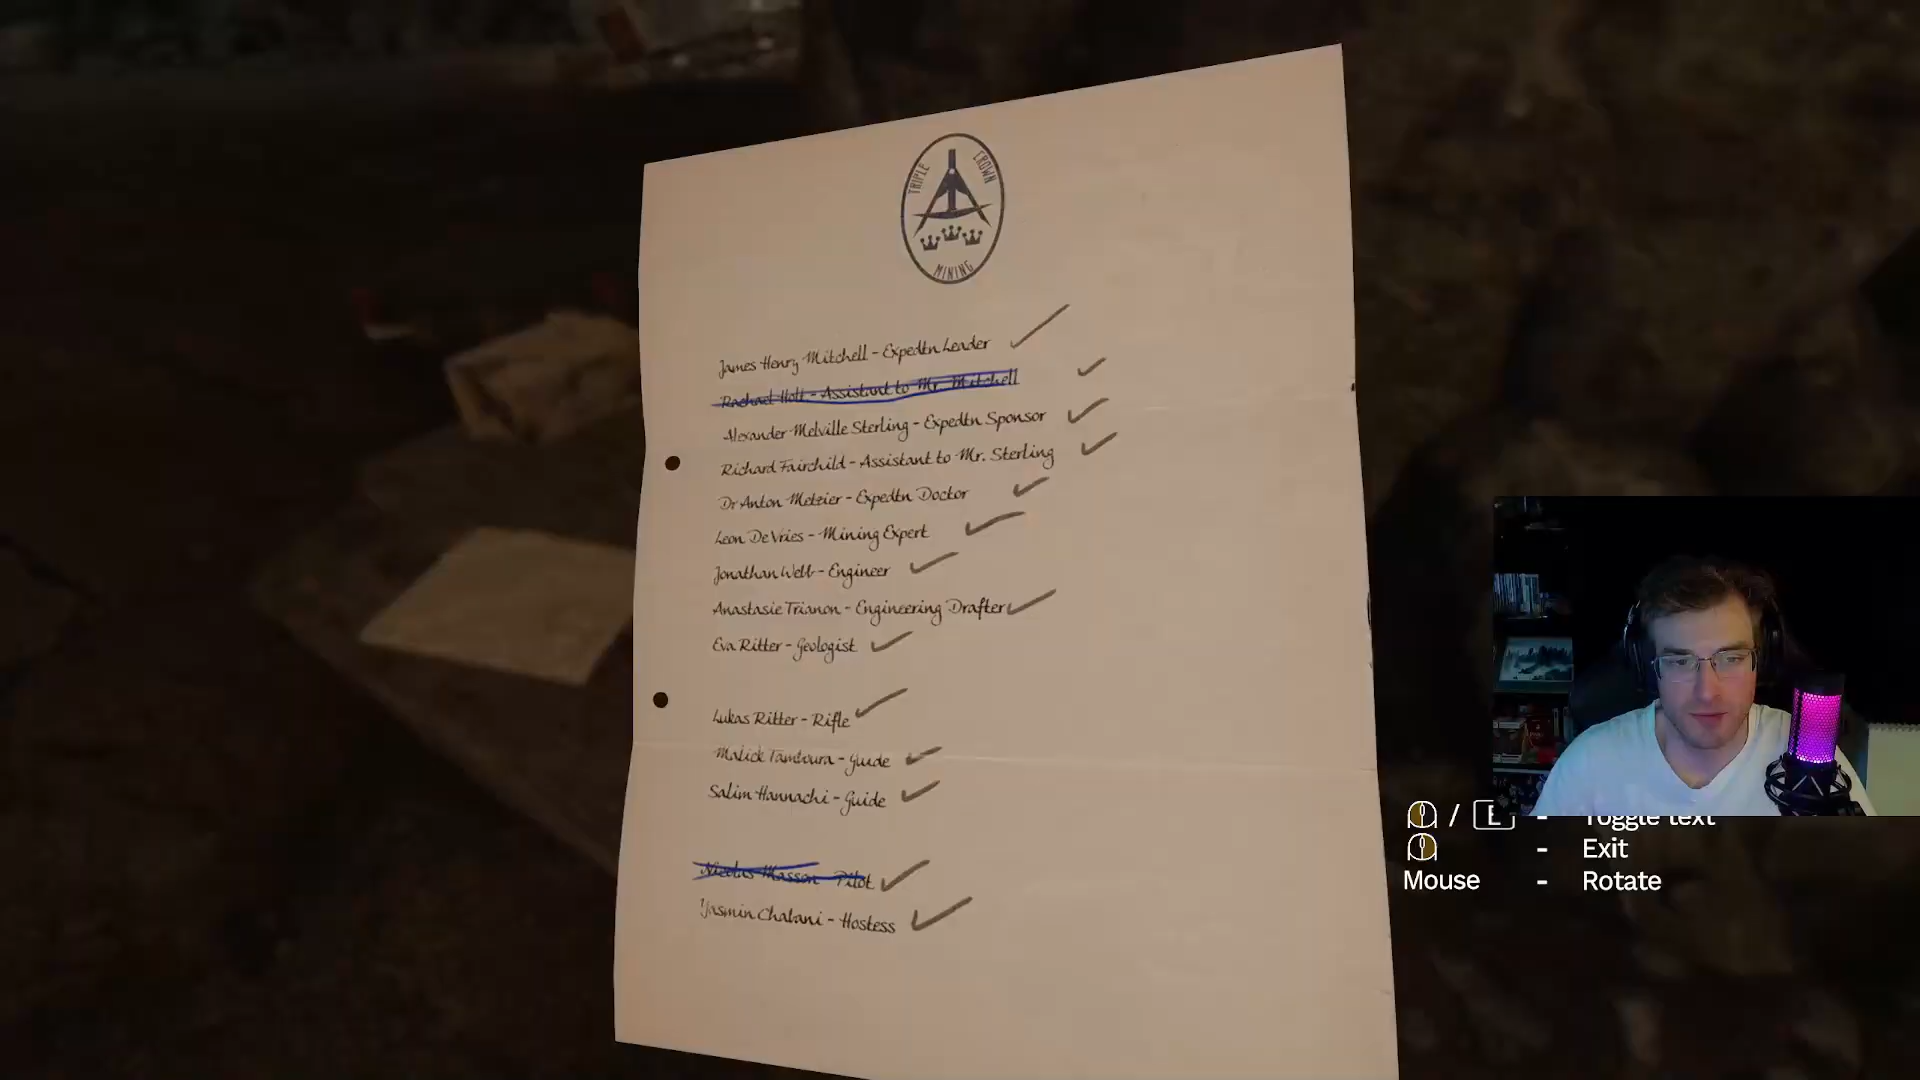 TRIPLE CROWN
MINING
James Henry Mitchell - Expedtn Leader
Rachael Holt - Assistant to Mr. Mitchell
Alexander Melville Sterling - Expedtn Sponsor
Richard Fairchild - Assistant to Mr. Sterling
Dr Anton Metzier - Expedtn Doctor
Leon DeVries - Mining Expert
Jonathan Webb - Engineer
Anastasie Trianon - Engineering Drafter
Eva Ritter - Geologist
Lukas Ritter - Rifle
Malick Tamboura - Guide
Salim Hannachi - Guide
Nicolas Masson - Pilot
Yasmin Chabani - Hostess
/ E - Toggle text
- Exit
Mouse - Rotate